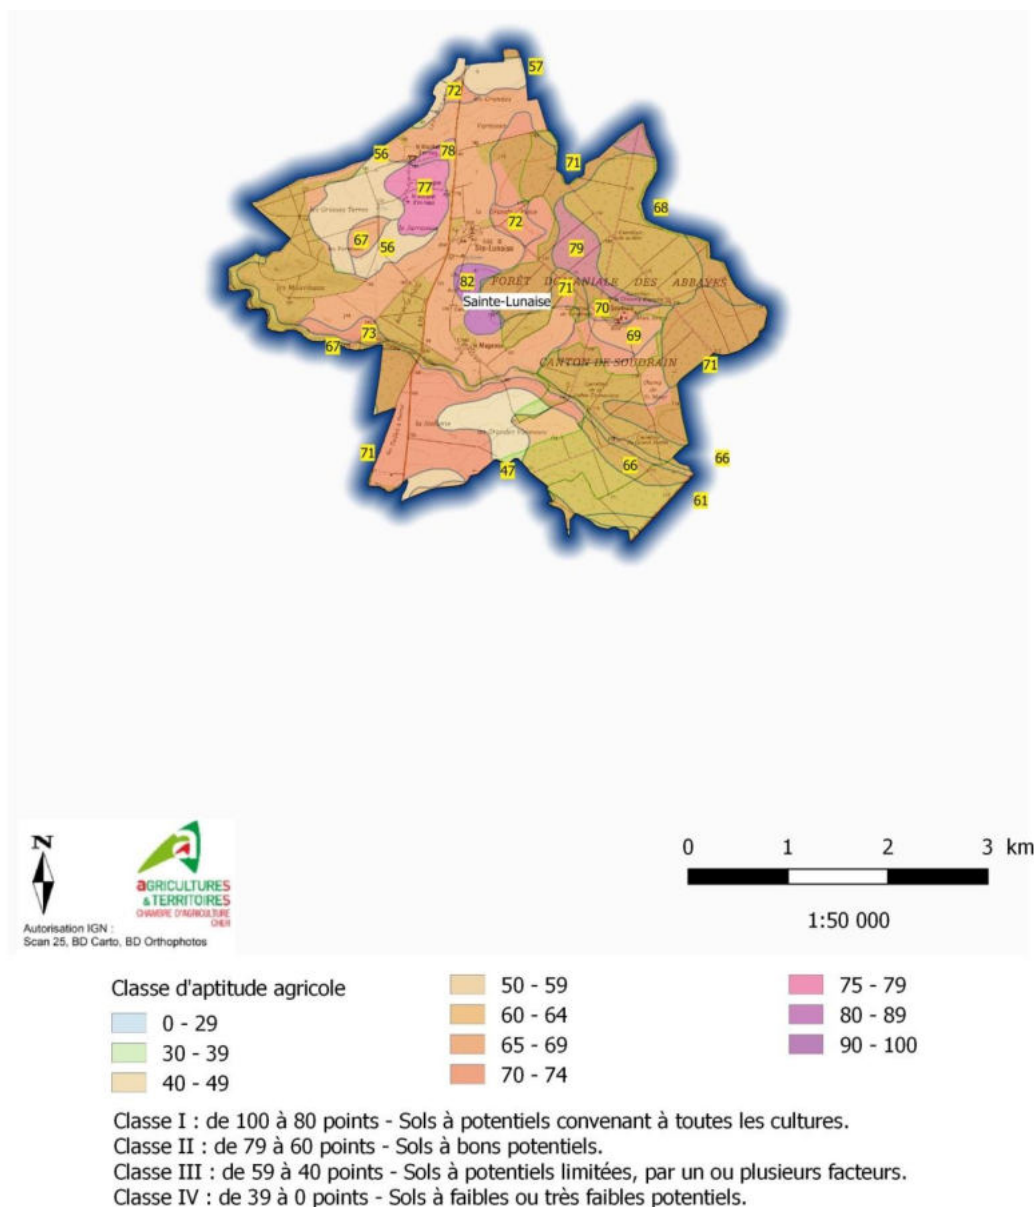 57
72
56
78
71
77
68
les Grosses Terres
72
67
56
79
Ste-Lunaise
82
FORÊT DOMANIALE DES ABBAYES
71
Sainte-Lunaise
70
73
69
67
CANTON DE SOUDRAIN
71
71
47
66
66
61
N
a
AGRICULTURES
& TERRITOIRES
CHAMBRE D'AGRICULTURE
CHER
Autorisation IGN :
Scan 25, BD Carto, BD Orthophotos
0 1 2 3 km
1:50 000
Classe d'aptitude agricole
0 - 29
30 - 39
40 - 49
50 - 59
60 - 64
65 - 69
70 - 74
75 - 79
80 - 89
90 - 100
Classe I : de 100 à 80 points - Sols à potentiels convenant à toutes les cultures.
Classe II : de 79 à 60 points - Sols à bons potentiels.
Classe III : de 59 à 40 points - Sols à potentiels limitées, par un ou plusieurs facteurs.
Classe IV : de 39 à 0 points - Sols à faibles ou très faibles potentiels.